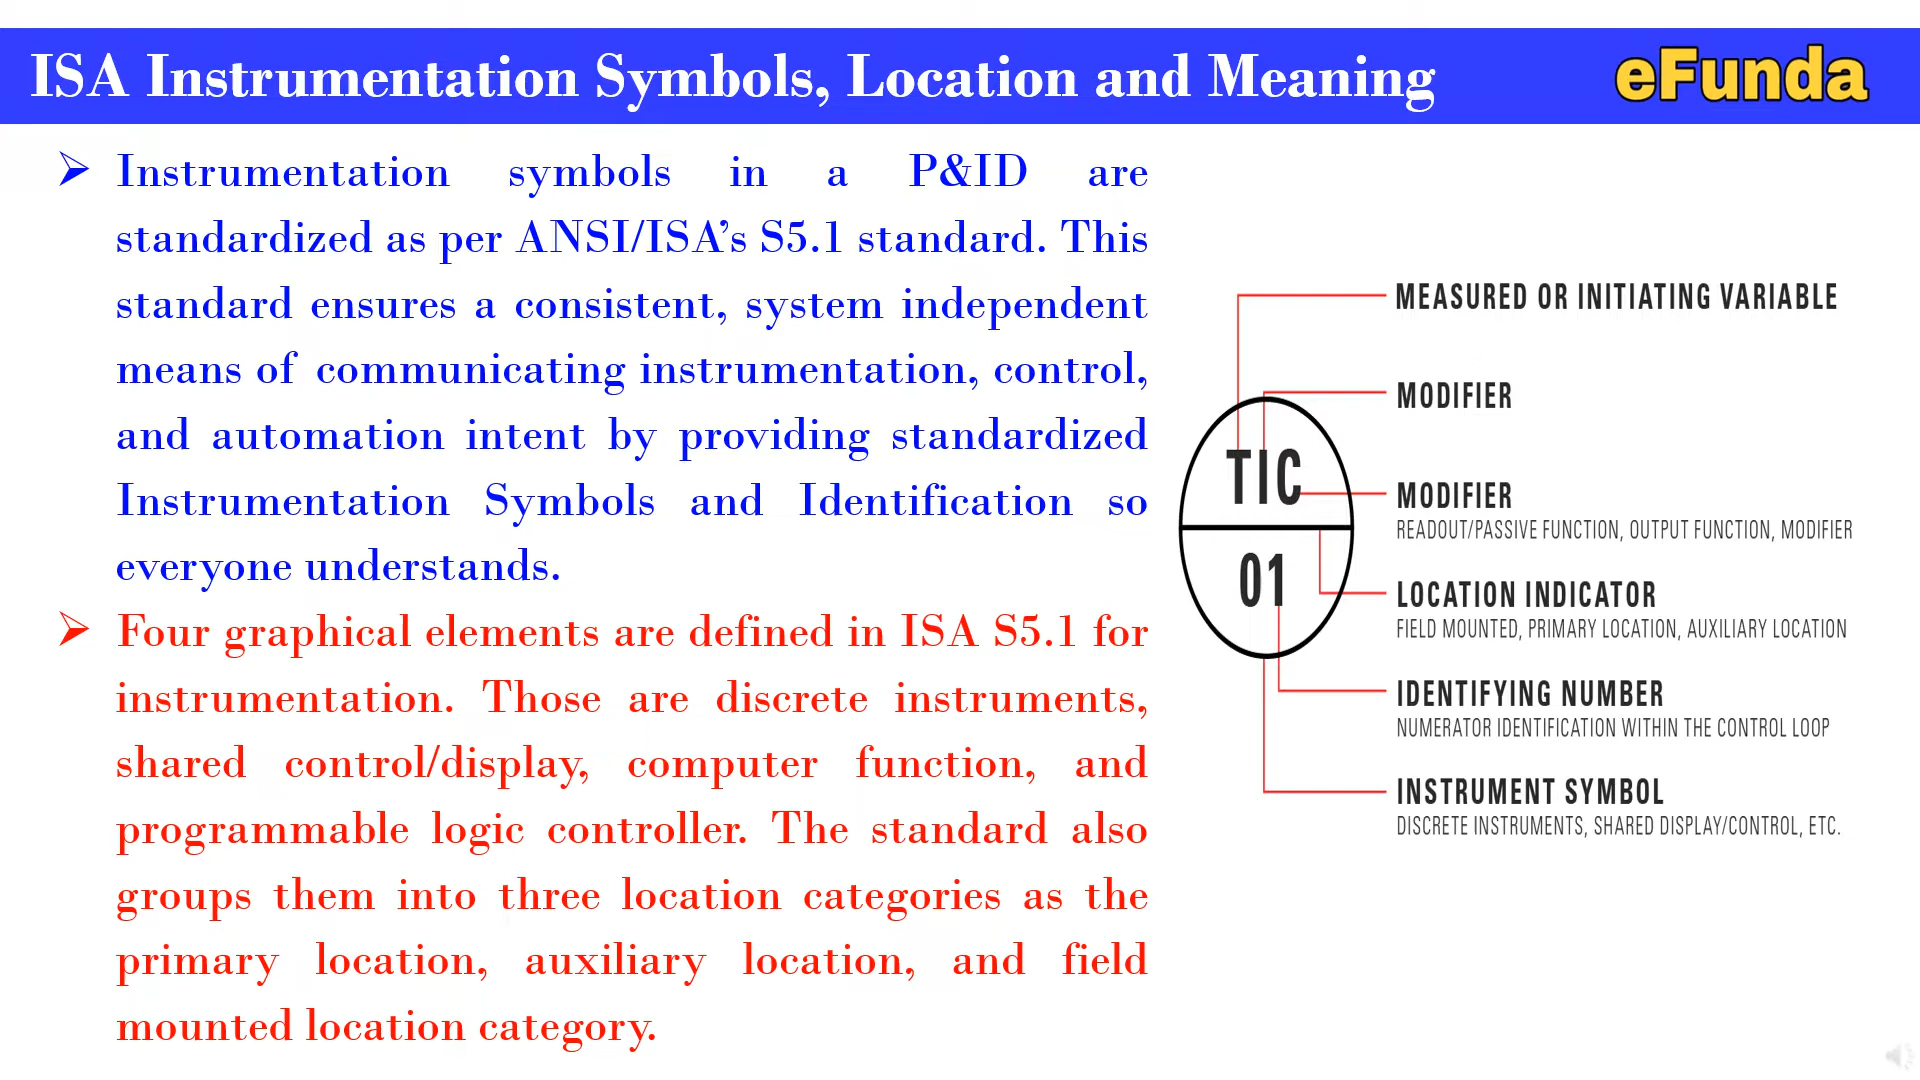 ISA Instrumentation Symbols, Location and Meaning
eFunda
Instrumentation symbols in a P&ID are
standardized as per ANSI/ISA’s S5.1 standard. This
standard ensures a consistent, system independent
means of communicating instrumentation, control,
and automation intent by providing standardized
Instrumentation Symbols and Identification so
everyone understands.
Four graphical elements are defined in ISA S5.1 for
instrumentation. Those are discrete instruments,
shared control/display, computer function, and
programmable logic controller. The standard also
groups them into three location categories as the
primary location, auxiliary location, and field
mounted location category.
MEASURED OR INITIATING VARIABLE
MODIFIER
TIC
MODIFIER
READOUT/PASSIVE FUNCTION, OUTPUT FUNCTION, MODIFIER
01
LOCATION INDICATOR
FIELD MOUNTED, PRIMARY LOCATION, AUXILIARY LOCATION
IDENTIFYING NUMBER
NUMERATOR IDENTIFICATION WITHIN THE CONTROL LOOP
INSTRUMENT SYMBOL
DISCRETE INSTRUMENTS, SHARED DISPLAY/CONTROL, ETC.